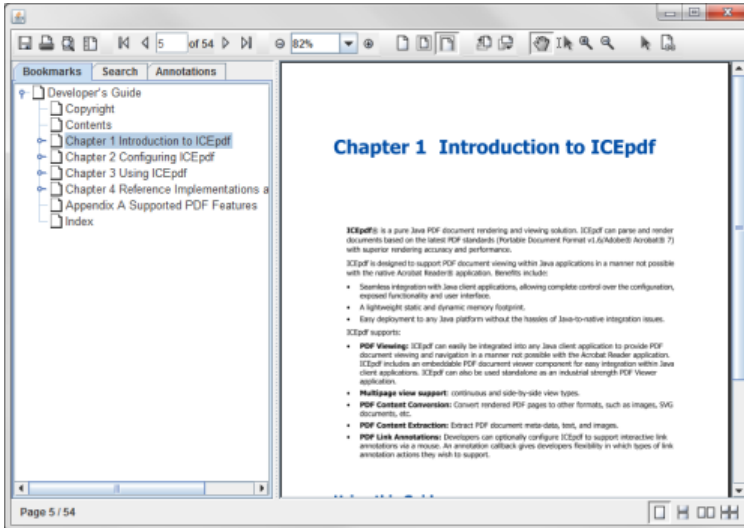 5 of 54 82%
Bookmarks Search Annotations
Developer's Guide
Copyright
Contents
Chapter 1 Introduction to ICEpdf
Chapter 2 Configuring ICEpdf
Chapter 3 Using ICEpdf
Chapter 4 Reference Implementations a
Appendix A Supported PDF Features
Index
Chapter 1 Introduction to ICEpdf
ICEpdf® is a pure Java PDF document rendering and viewing solution. ICEpdf can parse and render
documents based on the latest PDF standards (Portable Document Format v1.6/Adobe® Acrobat® 7)
with superior rendering accuracy and performance.
ICEpdf is designed to support PDF document viewing within Java applications in a manner not possible
with the native Acrobat Reader® application. Benefits include:
• Seamless integration with Java client applications, allowing complete control over the configuration,
exposed functionality and user interface.
• A lightweight static and dynamic memory footprint.
• Easy deployment to any Java platform without the hassles of Java-to-native integration issues.
ICEpdf supports:
• PDF Viewing: ICEpdf can easily be integrated into any Java client application to provide PDF
document viewing and navigation in a manner not possible with the Acrobat Reader application.
ICEpdf includes an embeddable PDF document viewer component for easy integration within Java
client applications. ICEpdf can also be used standalone as an industrial strength PDF Viewer
application.
• Multipage view support: continuous and side-by-side view types.
• PDF Content Conversion: Convert rendered PDF pages to other formats, such as images, SVG
documents, etc.
• PDF Content Extraction: Extract PDF document meta-data, text, and images.
• PDF Link Annotations: Developers can optionally configure ICEpdf to support interactive link
annotations via a mouse. An annotation callback gives developers flexibility in which types of link
annotation actions they wish to support.
Using this Guide
Page 5 / 54